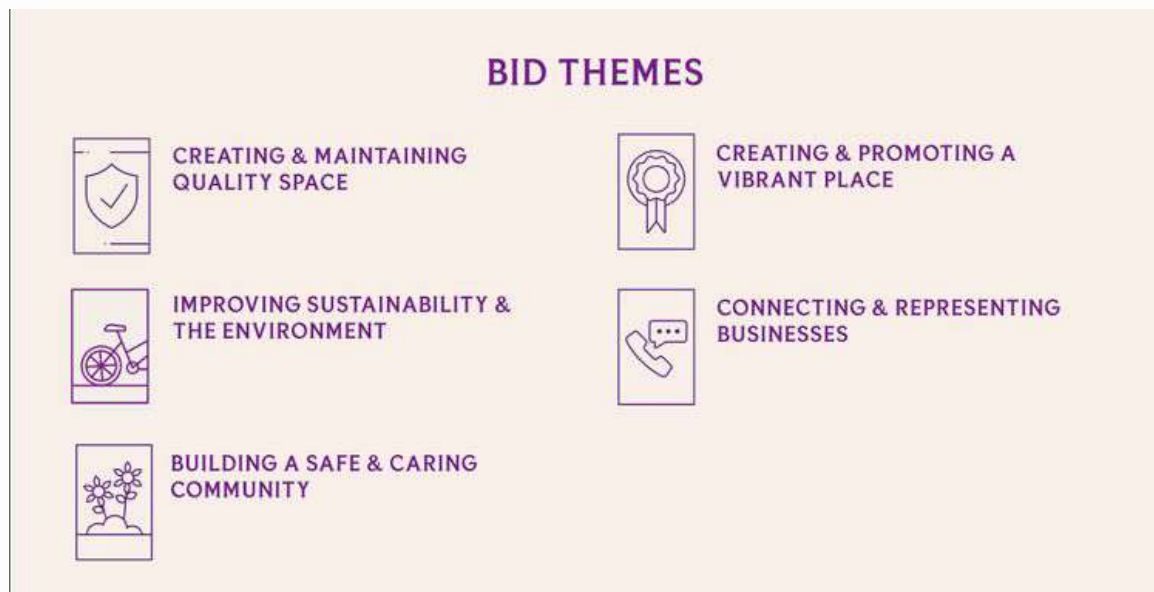 BID THEMES
CREATING & MAINTAINING
QUALITY SPACE
CREATING & PROMOTING A
VIBRANT PLACE
IMPROVING SUSTAINABILITY &
THE ENVIRONMENT
CONNECTING & REPRESENTING
BUSINESSES
BUILDING A SAFE & CARING
COMMUNITY